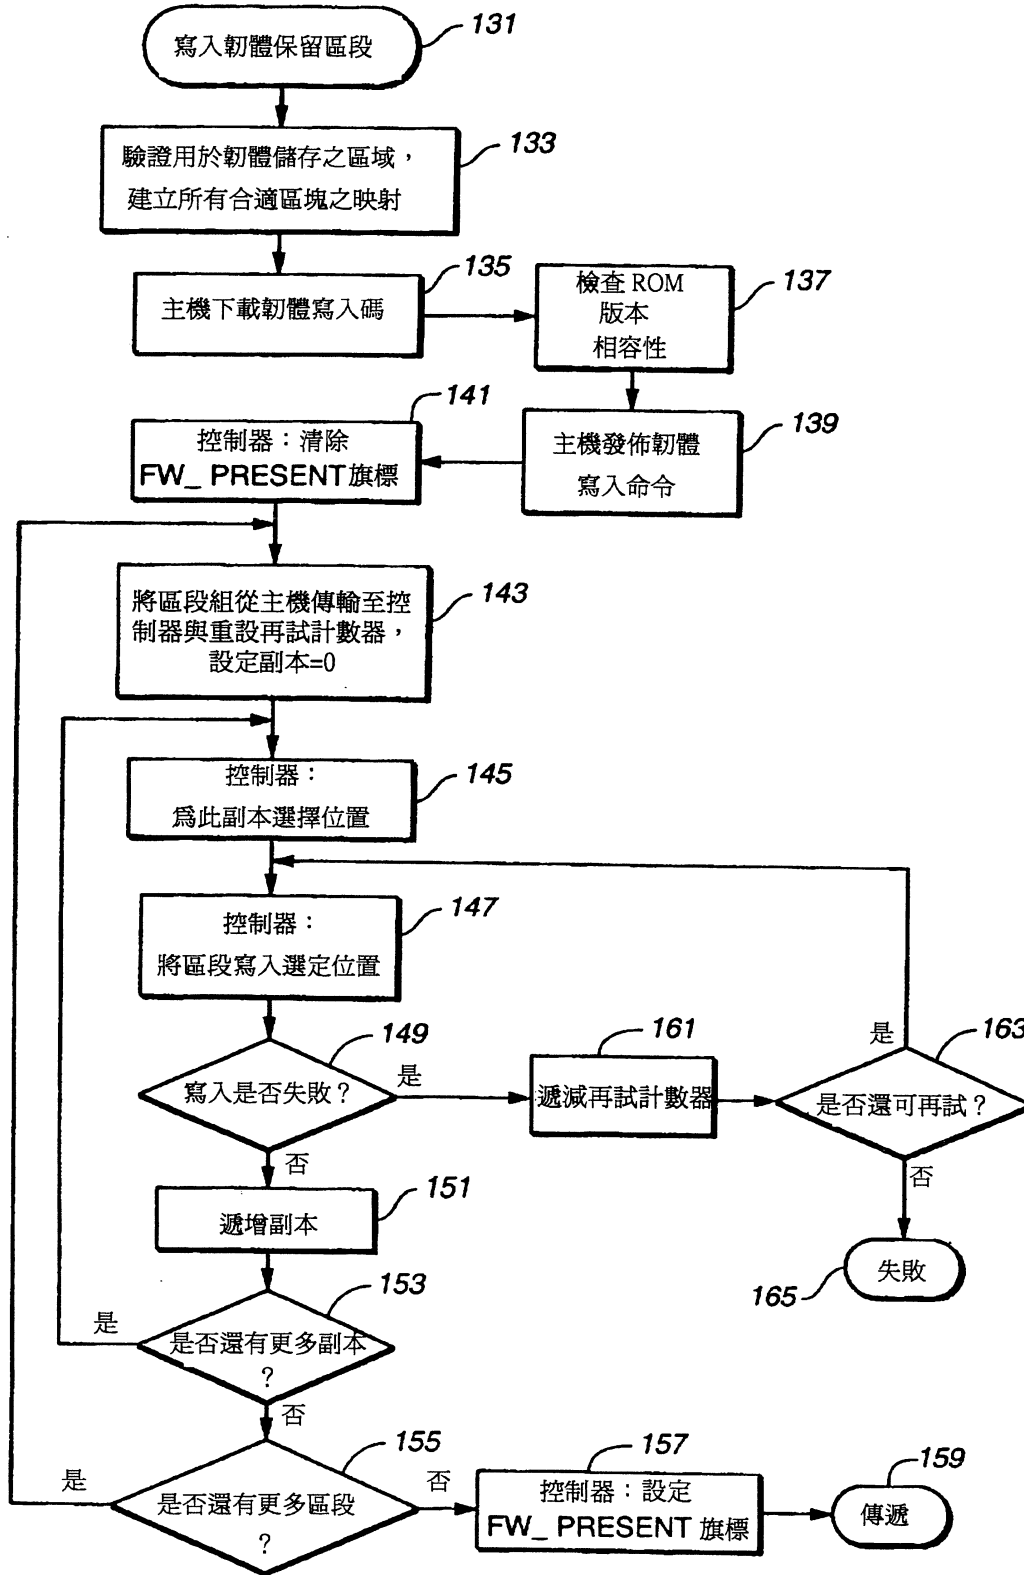 寫入韌體保留區段
131
驗證用於韌體儲存之區域，
建立所有合適區塊之映射
133
主機下載韌體寫入碼
135
檢查 ROM
版本
相容性
137
主機發佈韌體
寫入命令
139
控制器：清除
FW_ PRESENT 旗標
141
將區段組從主機傳輸至控
制器與重設再試計數器，
設定副本=0
143
控制器：
爲此副本選擇位置
145
控制器：
將區段寫入選定位置
147
寫入是否失敗？
149
是
遞減再試計數器
161
是否還可再試？
163
是
否
失敗
165
否
遞增副本
151
是否還有更多副本
？
153
是
否
是否還有更多區段
？
155
是
否
控制器：設定
FW_ PRESENT 旗標
157
傳遞
159